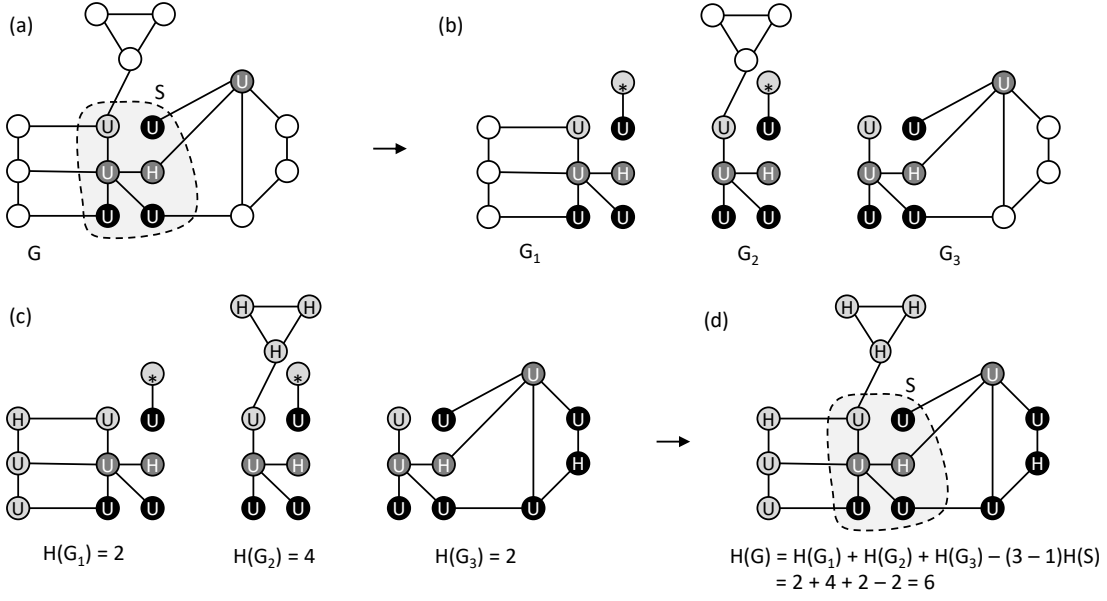 (a)
(b)
S
U
*
*
U
U
U
U
U
U
U
U
U
U
H
U
H
U
H
U
H
U
U
U
U
U
U
U
U
G
G₁
G₂
G₃
(c)
(d)
H
H
H
H
H
H
S
*
*
U
U
H
U
U
U
U
U
U
U
H
U
U
U
U
U
H
U
H
U
H
H
U
U
H
H
U
U
U
U
U
U
U
U
U
U
U
U
H(G₁) = 2
H(G₂) = 4
H(G₃) = 2
H(G) = H(G₁) + H(G₂) + H(G₃) – (3 – 1)H(S)
= 2 + 4 + 2 – 2 = 6